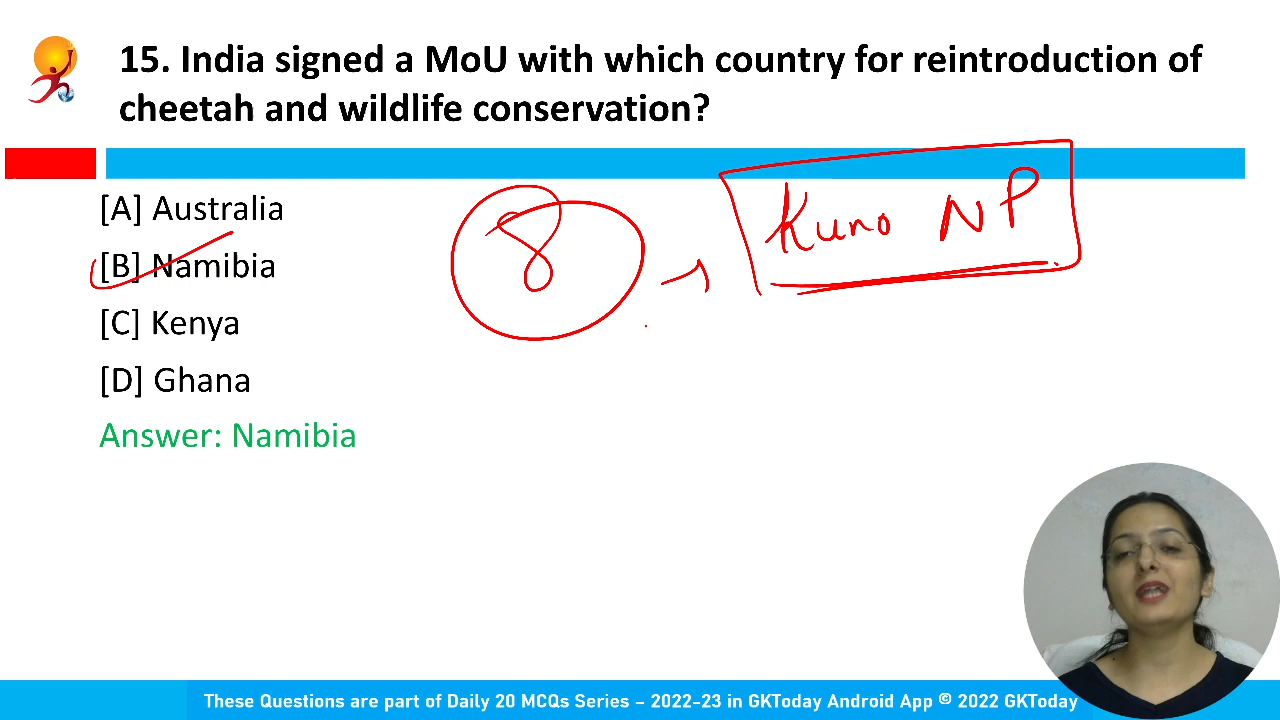 15. India signed a MoU with which country for reintroduction of
cheetah and wildlife conservation?
[A] Australia
[B] Namibia
[C] Kenya
[D] Ghana
Answer: Namibia
8 → Kuno NP
These Questions are part of Daily 20 MCQs Series – 2022-23 in GKToday Android App © 2022 GKToday